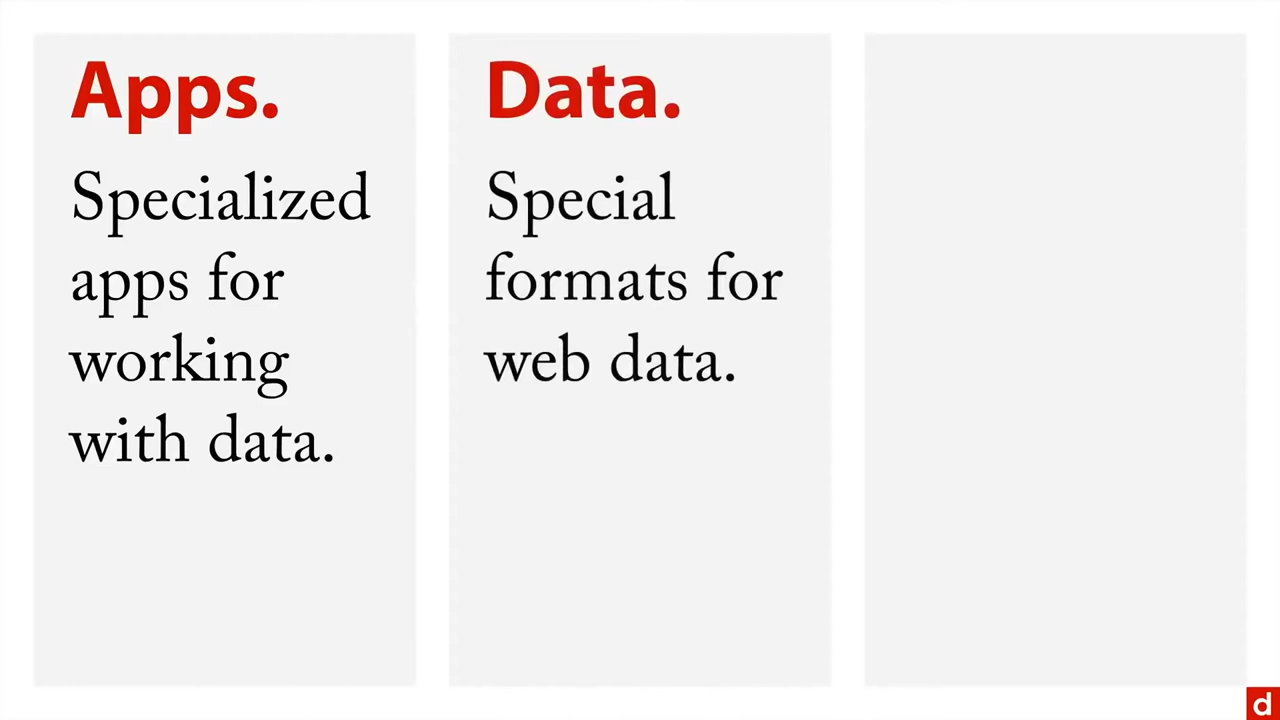 Apps.
Specialized
apps for
working
with data.
Data.
Special
formats for
web data.
d